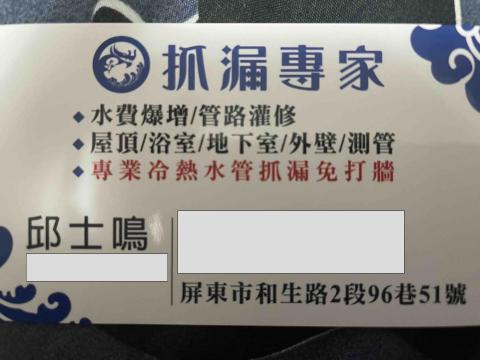 抓漏專家
水費爆增/管路灌修
屋頂/浴室/地下室/外壁/測管
專業冷熱水管抓漏免打牆
邱士鳴
屏東市和生路2段96巷51號